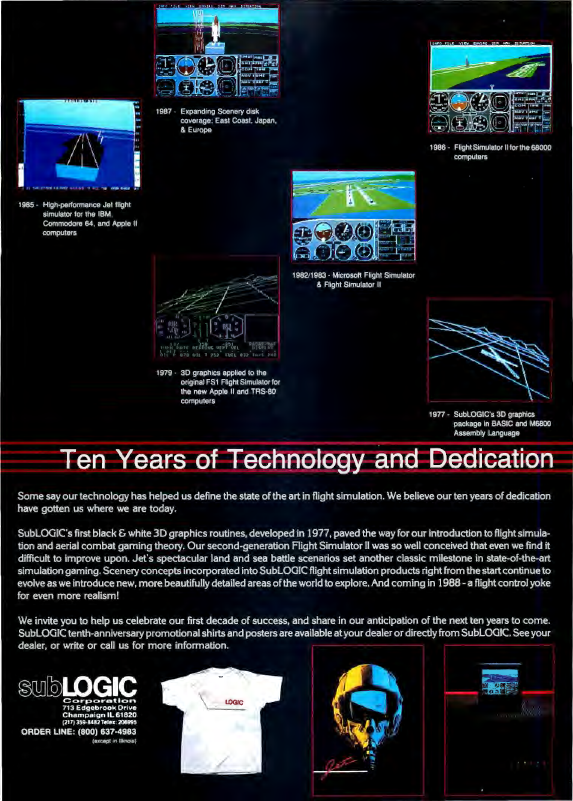 1987 - Expanding Scenery disk
coverage: East Coast, Japan,
& Europe
1986 - Flight Simulator II for the 68000
computers
1985 - High-performance Jet flight
simulator for the IBM,
Commodore 64, and Apple II
computers
1982/1983 - Microsoft Flight Simulator
& Flight Simulator II
1979 - 3D graphics applied to the
original FS1 Flight Simulator for
the new Apple II and TRS-80
computers
1977 - SubLOGIC's 3D graphics
package in BASIC and M6800
Assembly Language
Ten Years of Technology and Dedication
Some say our technology has helped us define the state of the art in flight simulation. We believe our ten years of dedication
have gotten us where we are today.
SubLOGIC's first black & white 3D graphics routines, developed in 1977, paved the way for our introduction to flight simula-
tion and aerial combat gaming theory. Our second-generation Flight Simulator II was so well conceived that even we find it
difficult to improve upon. Jet's spectacular land and sea battle scenarios set another classic milestone in state-of-the-art
simulation gaming. Scenery concepts incorporated into SubLOGIC flight simulation products right from the start continue to
evolve as we introduce new, more beautifully detailed areas of the world to explore. And coming in 1988 - a flight control yoke
for even more realism!
We invite you to help us celebrate our first decade of success, and share in our anticipation of the next ten years to come.
SubLOGIC tenth-anniversary promotional shirts and posters are available at your dealer or directly from SubLOGIC. See your
dealer, or write or call us for more information.
subLOGIC
Corporation
713 Edgebrook Drive
Champaign IL 61820
(217) 359-8482 Telex: 206995
ORDER LINE: (800) 637-4983
(except in Illinois)
LOGIC
Jet